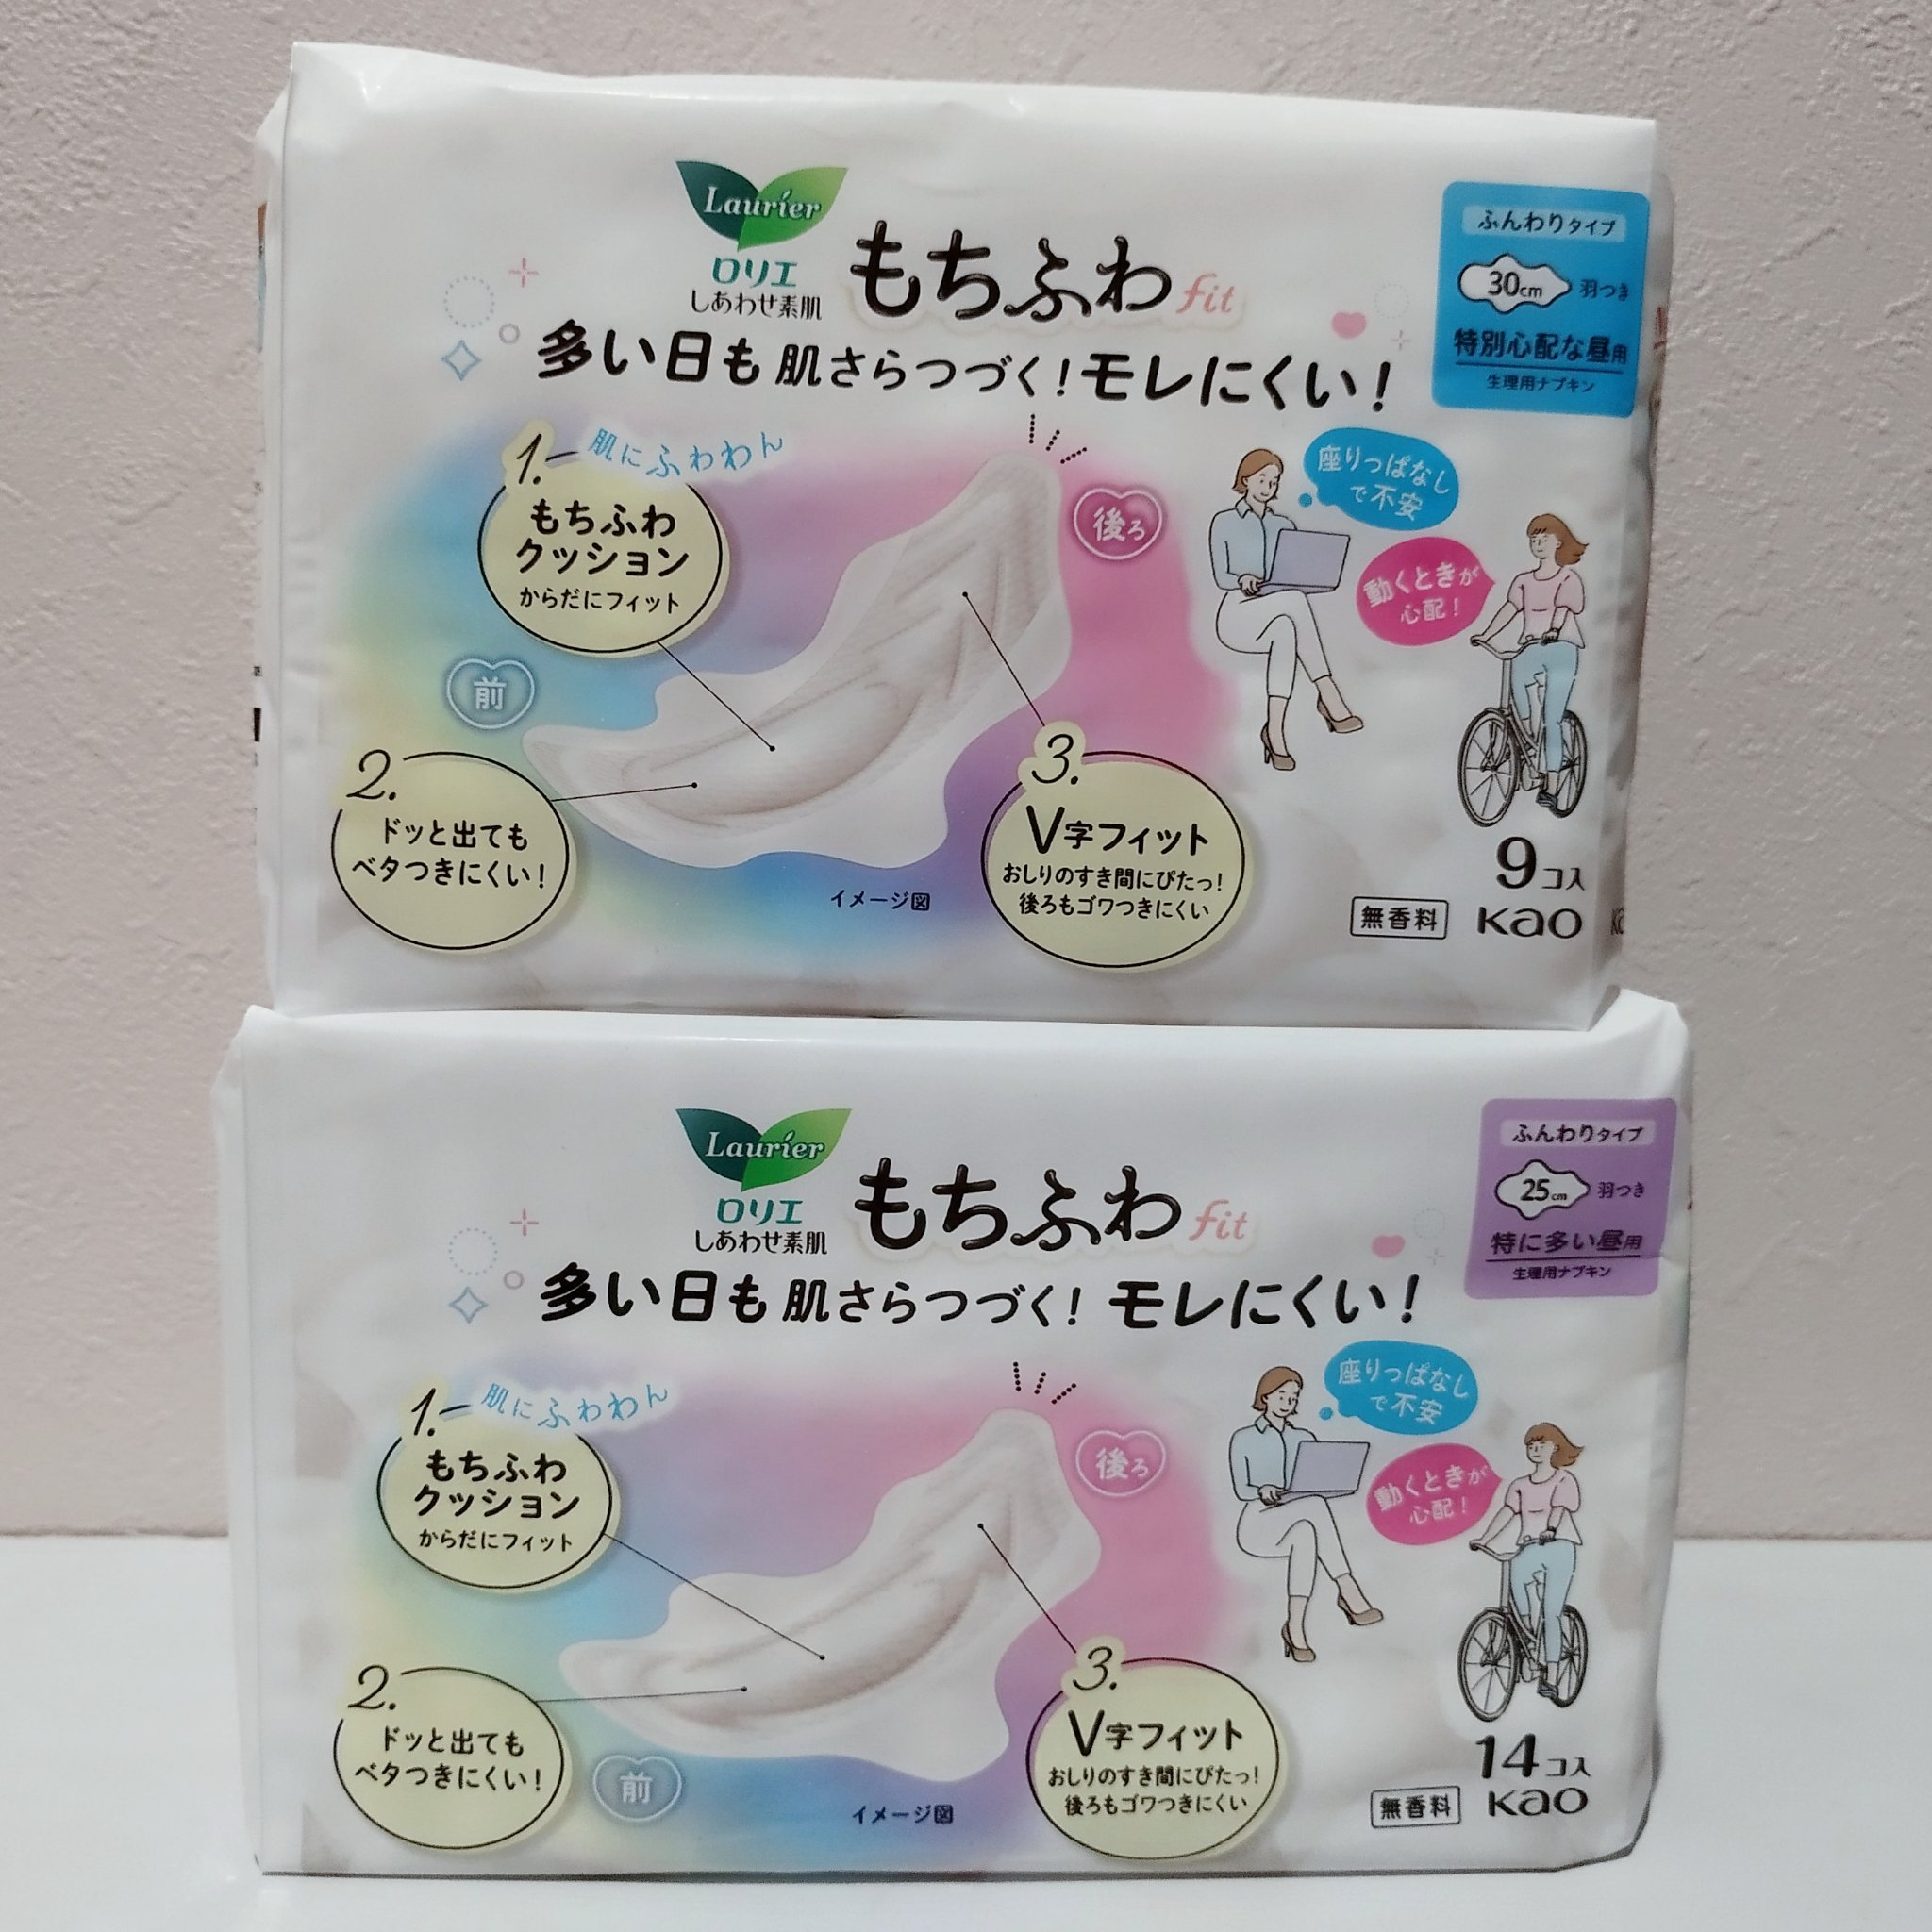 Laurier
ロリエ
しあわせ素肌
もちふわfit
ふんわりタイプ
30cm 羽つき
特別心配な昼用
生理用ナプキン
多い日も肌さらつづく!モレにくい!
1. 肌にふわわん
もちふわ
クッション
からだにフィット
後ろ
座りっぱなし
で不安
動くときが
心配!
前
2.
ドッと出ても
ベタつきにくい!
3.
V字フィット
おしりのすき間にぴたっ!
後ろもゴワつきにくい
イメージ図
9コ入
無香料 Kao
Laurier
ロリエ
しあわせ素肌
もちふわfit
ふんわりタイプ
25cm 羽つき
特に多い昼用
生理用ナプキン
多い日も肌さらつづく!モレにくい!
1. 肌にふわわん
もちふわ
クッション
からだにフィット
後ろ
座りっぱなし
で不安
動くときが
心配!
2.
ドッと出ても
ベタつきにくい!
前
3.
V字フィット
おしりのすき間にぴたっ!
後ろもゴワつきにくい
イメージ図
14コ入
無香料 Kao